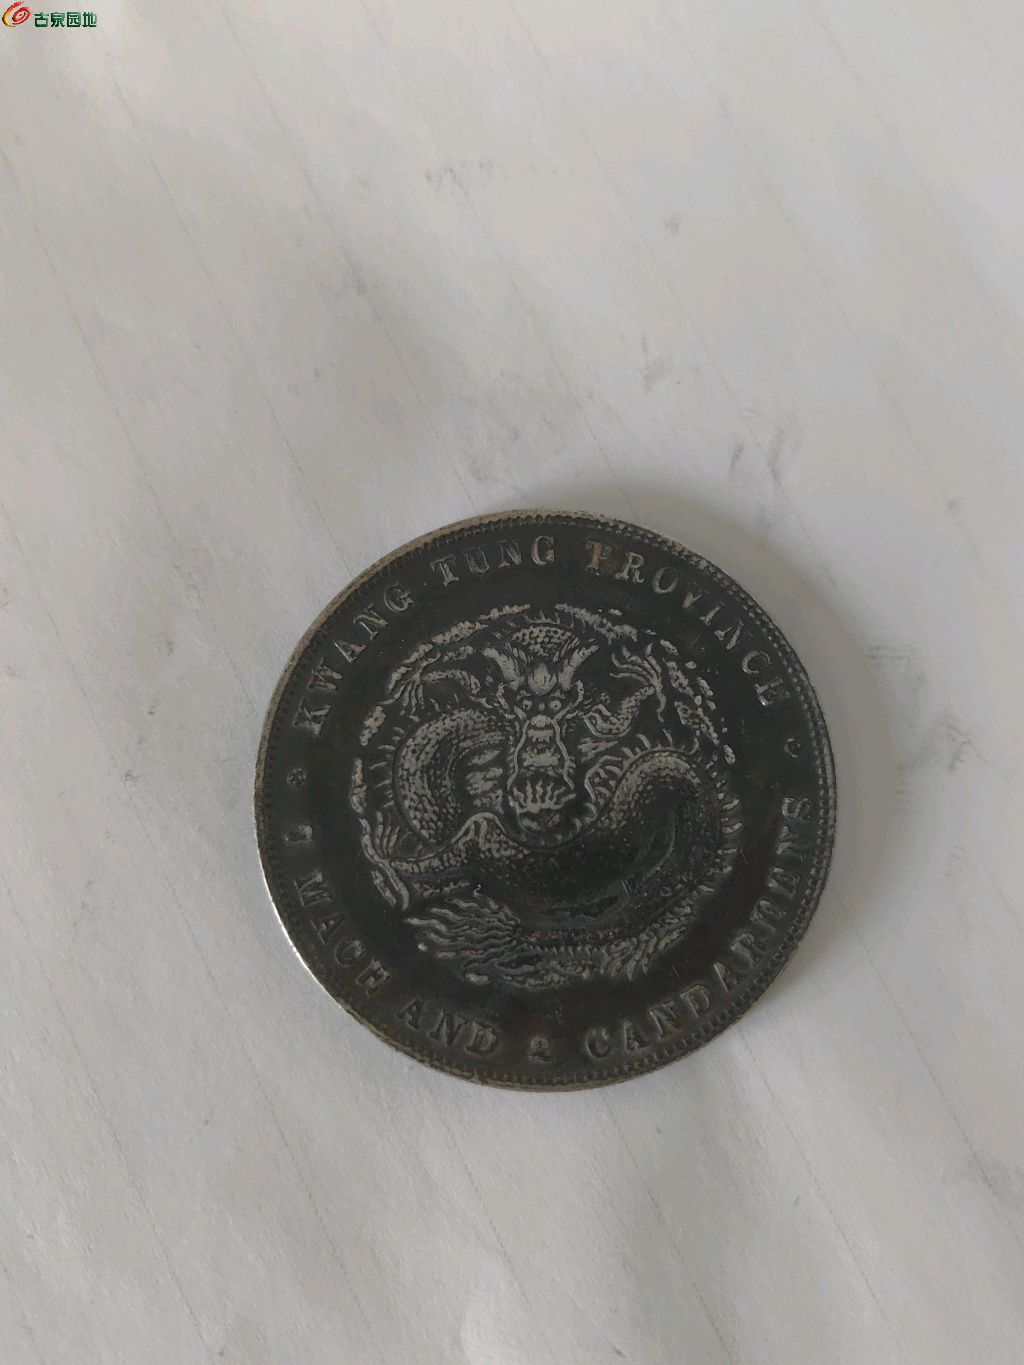 古泉园地
KWANG TUNG PROVINCE
7 MACE AND 2 CANDAREENS